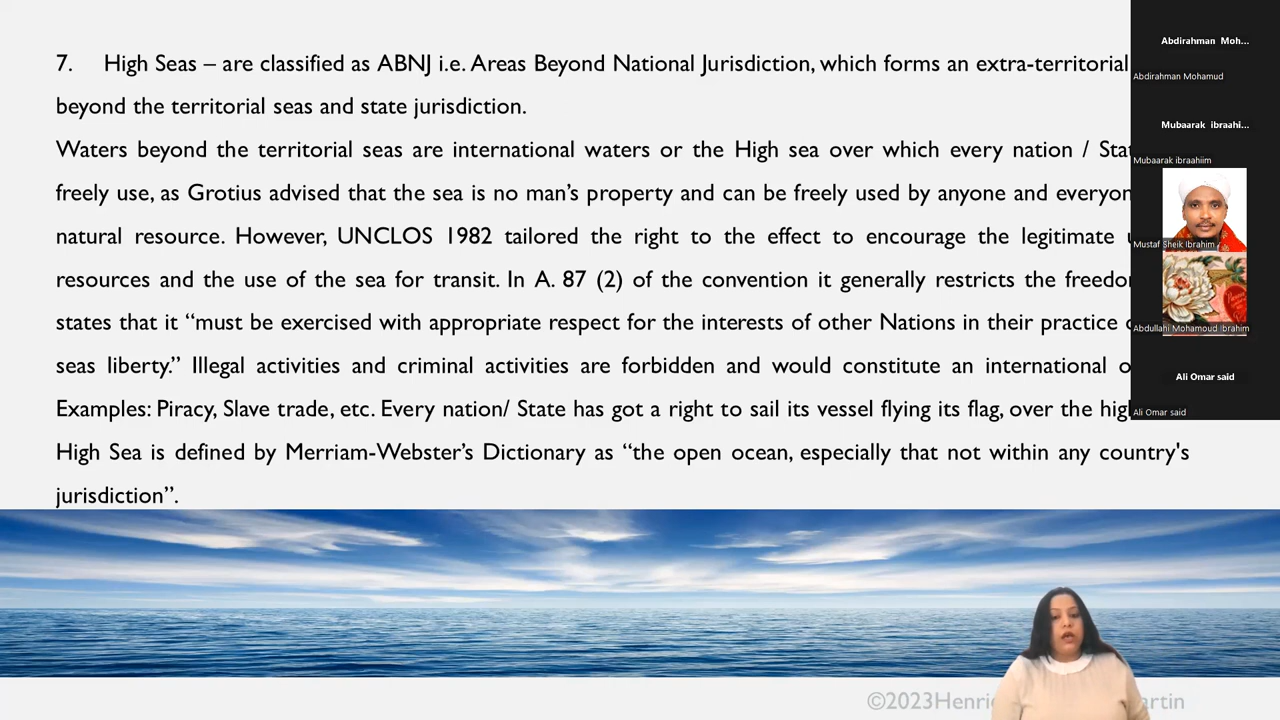 7. High Seas – are classified as ABNJ i.e. Areas Beyond National Jurisdiction, which forms an extra-territorial
beyond the territorial seas and state jurisdiction.
Waters beyond the territorial seas are international waters or the High sea over which every nation /
freely use, as Grotius advised that the sea is no man’s property and can be freely used by anyone and
natural resource. However, UNCLOS 1982 tailored the right to the effect to encourage the legitimate
resources and the use of the sea for transit. In A. 87 (2) of the convention it generally restricts the
states that it “must be exercised with appropriate respect for the interests of other Nations in their practice
seas liberty.” Illegal activities and criminal activities are forbidden and would constitute an international
Examples: Piracy, Slave trade, etc. Every nation/ State has got a right to sail its vessel flying its flag, over the
High Sea is defined by Merriam-Webster’s Dictionary as “the open ocean, especially that not within any country's
jurisdiction”.
Abdirahman Moh...
Abdirahman Mohamud
Mubaarak ibraahi...
Mubaarak ibraahiim
Mustaf Sheik Ibrahim
Abdullahi Mohamoud Ibrahim
Ali Omar said
Ali Omar said
©2023